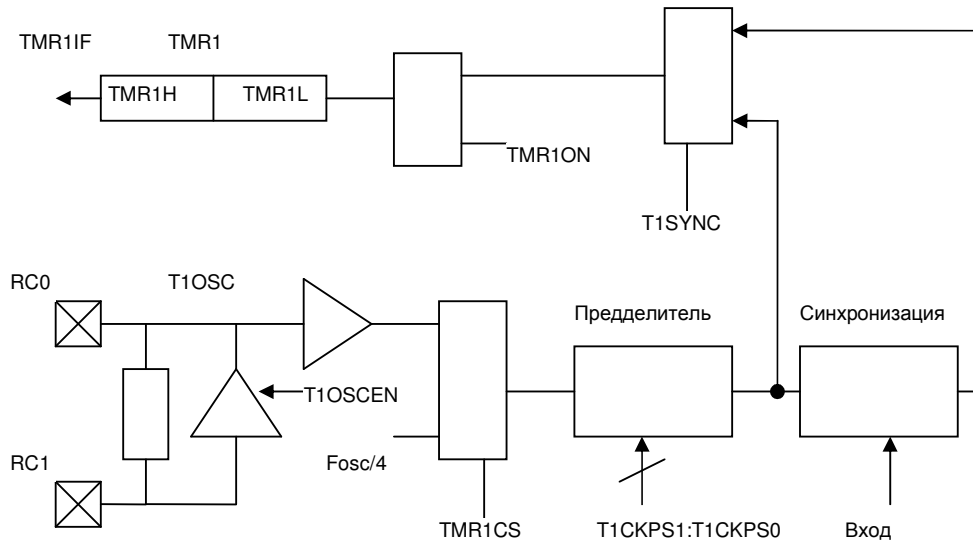 TMR1IF TMR1
TMR1H TMR1L
TMR1ON
T1SYNC
RC0 T1OSC
Предделитель Синхронизация
T1OSCEN
RC1 Fosc/4
TMR1CS T1CKPS1:T1CKPS0 Вход